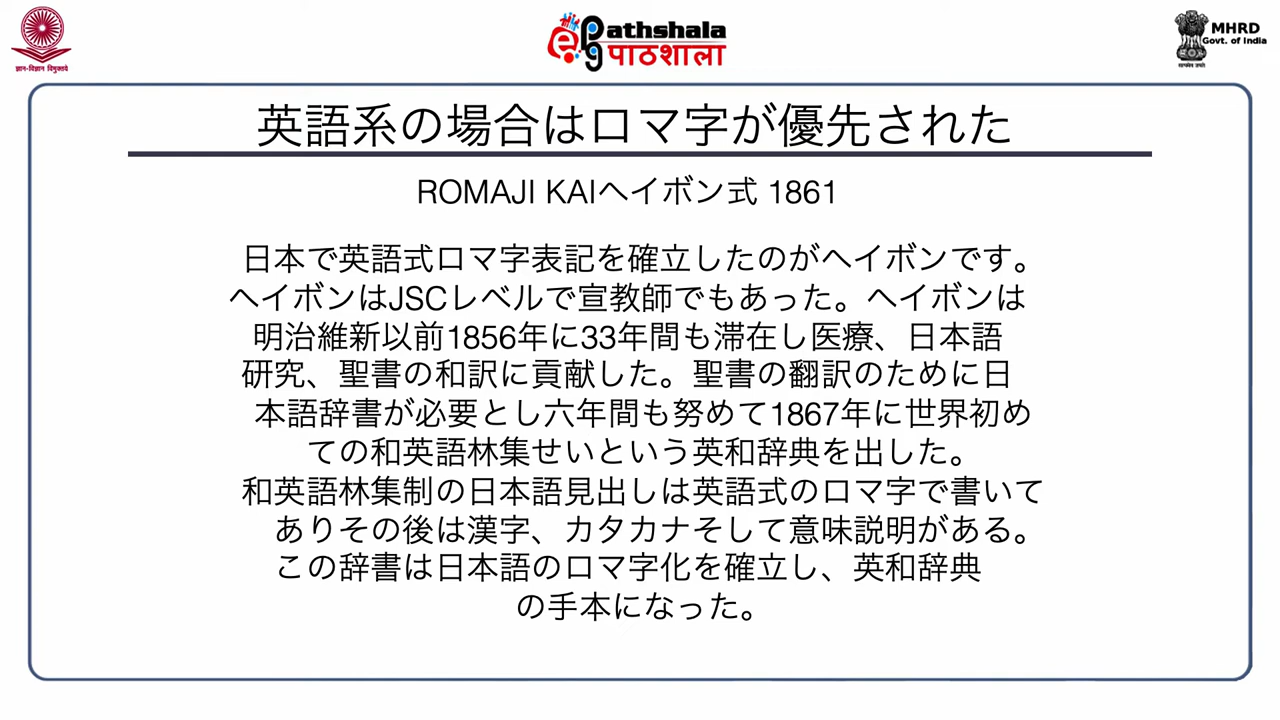 ज्ञान-विज्ञान विमुक्तये
Pathshala
पाठशाला
MHRD
Govt. of India
सत्यमेव जयते
英語系の場合はロマ字が優先された
ROMAJI KAIヘイボン式 1861
日本で英語式ロマ字表記を確立したのがヘイボンです。
ヘイボンはJSCレベルで宣教師でもあった。ヘイボンは
明治維新以前1856年に33年間も滞在し医療、日本語
研究、聖書の和訳に貢献した。聖書の翻訳のために日
本語辞書が必要とし六年間も努めて1867年に世界初め
ての和英語林集せいという英和辞典を出した。
和英語林集制の日本語見出しは英語式のロマ字で書いて
ありその後は漢字、カタカナそして意味説明がある。
この辞書は日本語のロマ字化を確立し、英和辞典
の手本になった。